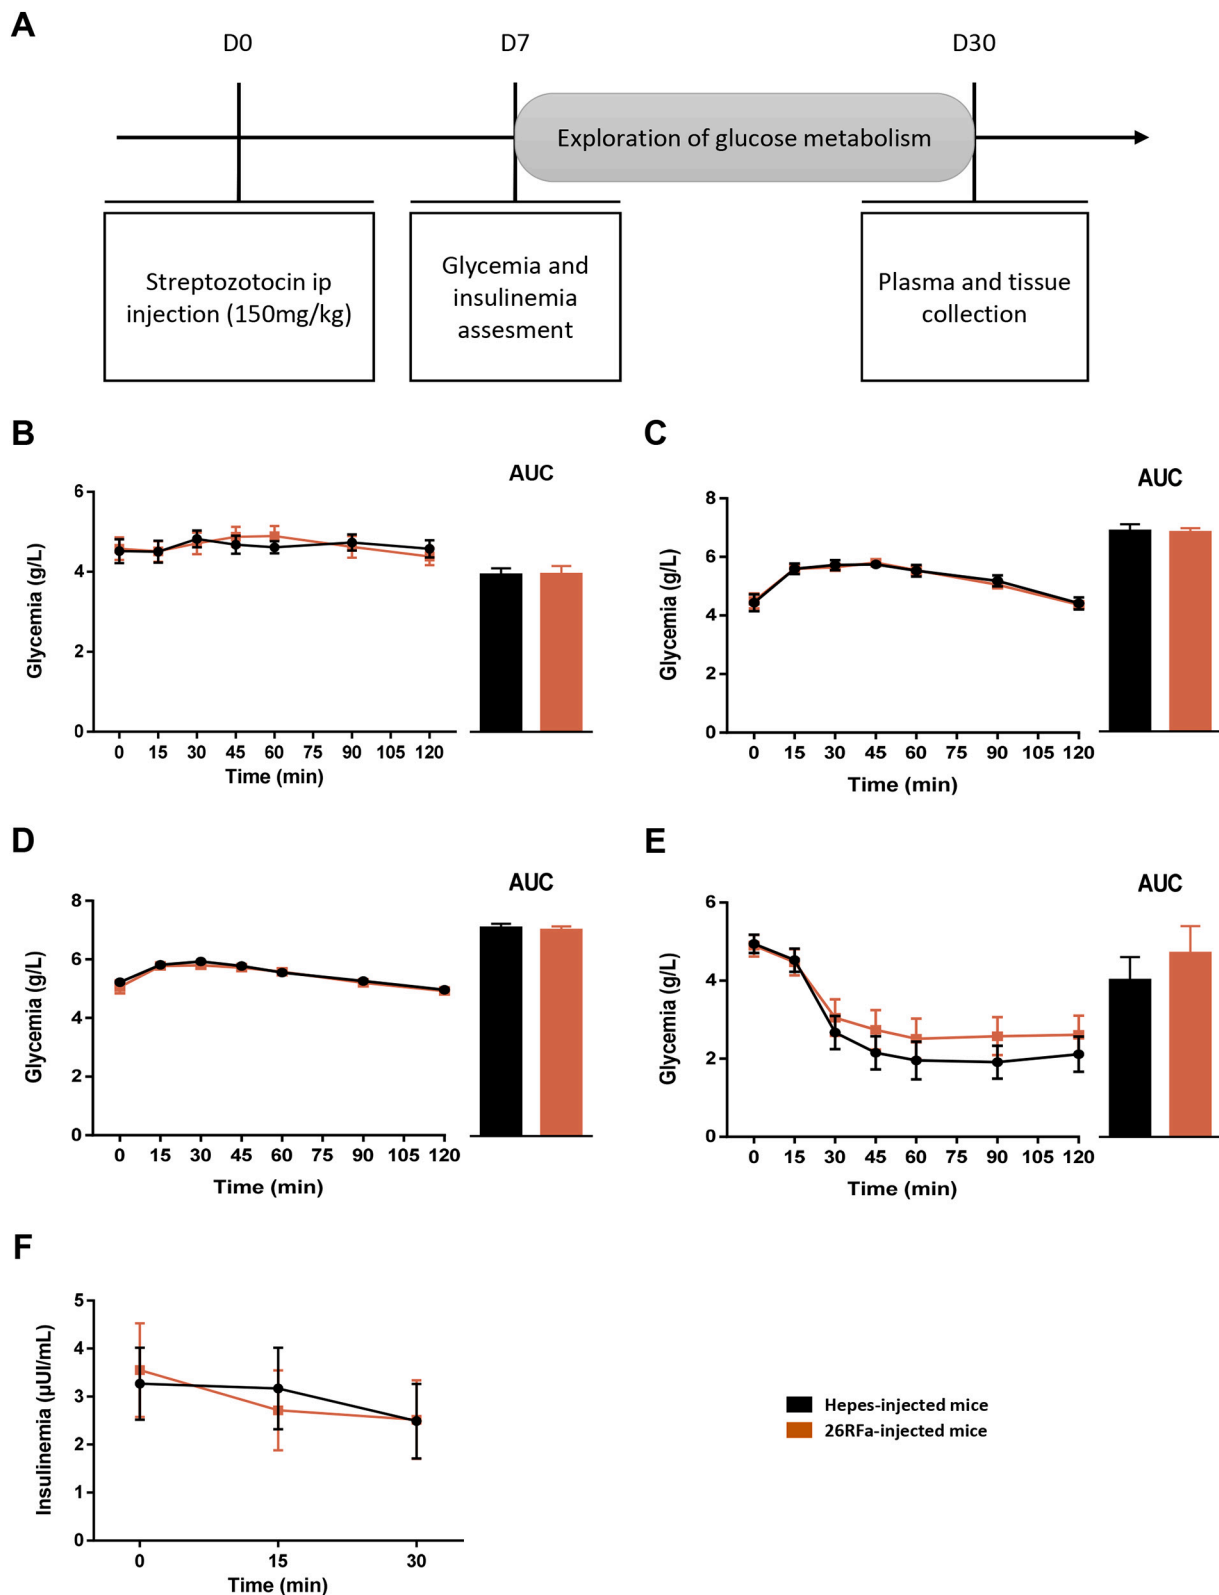 A
D0
D7
D30
Exploration of glucose metabolism
Streptozotocin ip
injection (150mg/kg)
Glycemia and
insulinemia
assesment
Plasma and tissue
collection
B
AUC
Glycemia (g/L)
6
4
2
0
0 15 30 45 60 75 90 105 120
Time (min)
C
AUC
Glycemia (g/L)
8
6
4
2
0
0 15 30 45 60 75 90 105 120
Time (min)
D
AUC
Glycemia (g/L)
8
6
4
2
0
0 15 30 45 60 75 90 105 120
Time (min)
E
AUC
Glycemia (g/L)
6
4
2
0
0 15 30 45 60 75 90 105 120
Time (min)
F
Insulinemia (µUI/mL)
5
4
3
2
1
0
0 15 30
Time (min)
Hepes-injected mice
26RFa-injected mice